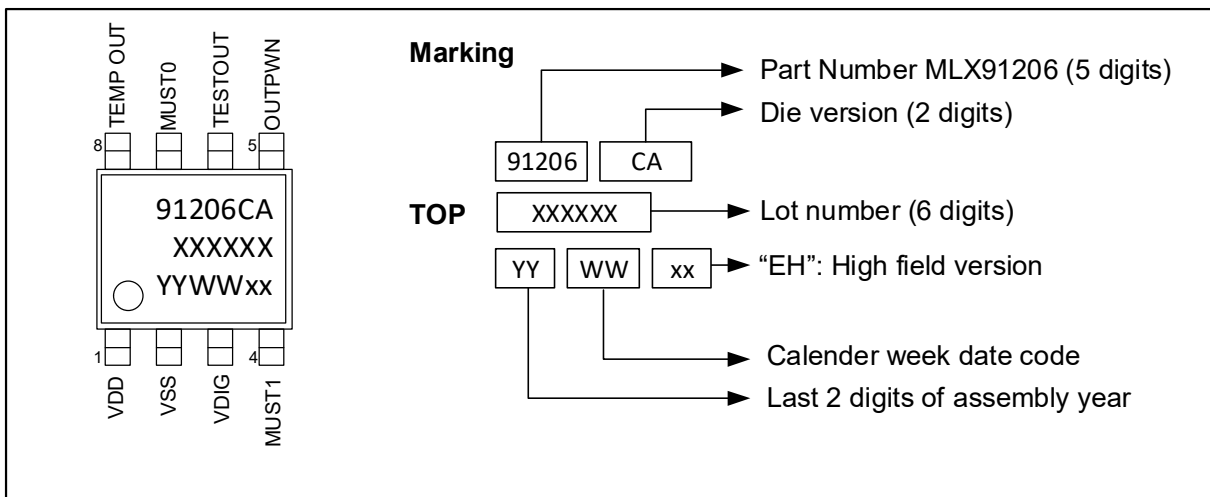 TEMP OUT
MUST0
TESTOUT
OUTPWN
8
5
91206CA
XXXXXX
YYWWxx
1
4
VDD
VSS
VDIG
MUST1
Marking
Part Number MLX91206 (5 digits)
Die version (2 digits)
91206 CA
TOP XXXXXX Lot number (6 digits)
YY WW xx “EH”: High field version
Calender week date code
Last 2 digits of assembly year